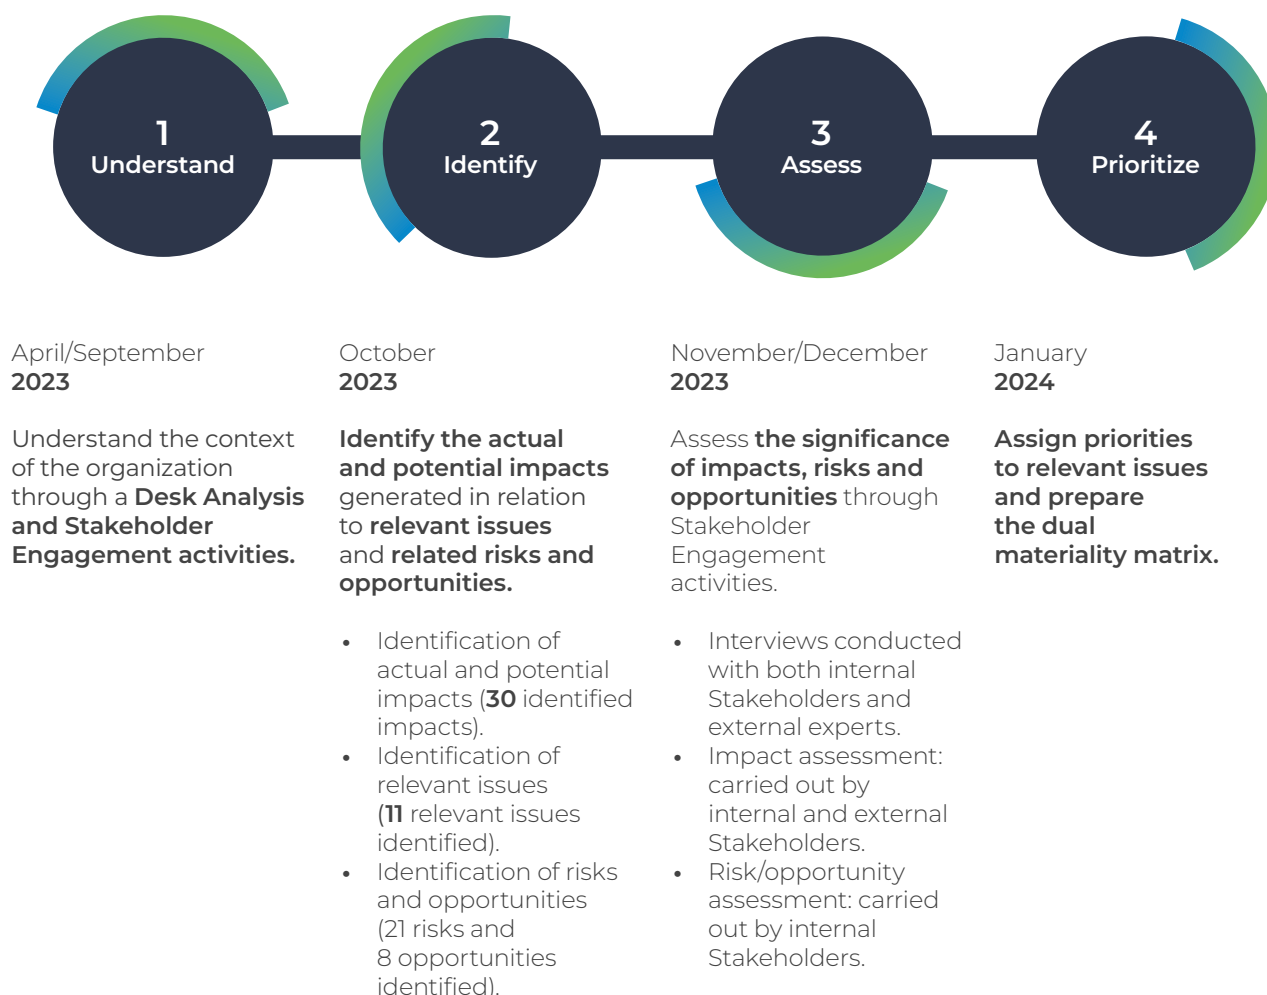 1
Understand
2
Identify
3
Assess
4
Prioritize
April/September
2023
Understand the context
of the organization
through a Desk Analysis
and Stakeholder
Engagement activities.
October
2023
Identify the actual
and potential impacts
generated in relation
to relevant issues
and related risks and
opportunities.
• Identification of
actual and potential
impacts (30 identified
impacts).
• Identification of
relevant issues
(11 relevant issues
identified).
• Identification of risks
and opportunities
(21 risks and
8 opportunities
identified).
November/December
2023
Assess the significance
of impacts, risks and
opportunities through
Stakeholder
Engagement
activities.
• Interviews conducted
with both internal
Stakeholders and
external experts.
• Impact assessment:
carried out by
internal and external
Stakeholders.
• Risk/opportunity
assessment: carried
out by internal
Stakeholders.
January
2024
Assign priorities
to relevant issues
and prepare
the dual
materiality matrix.